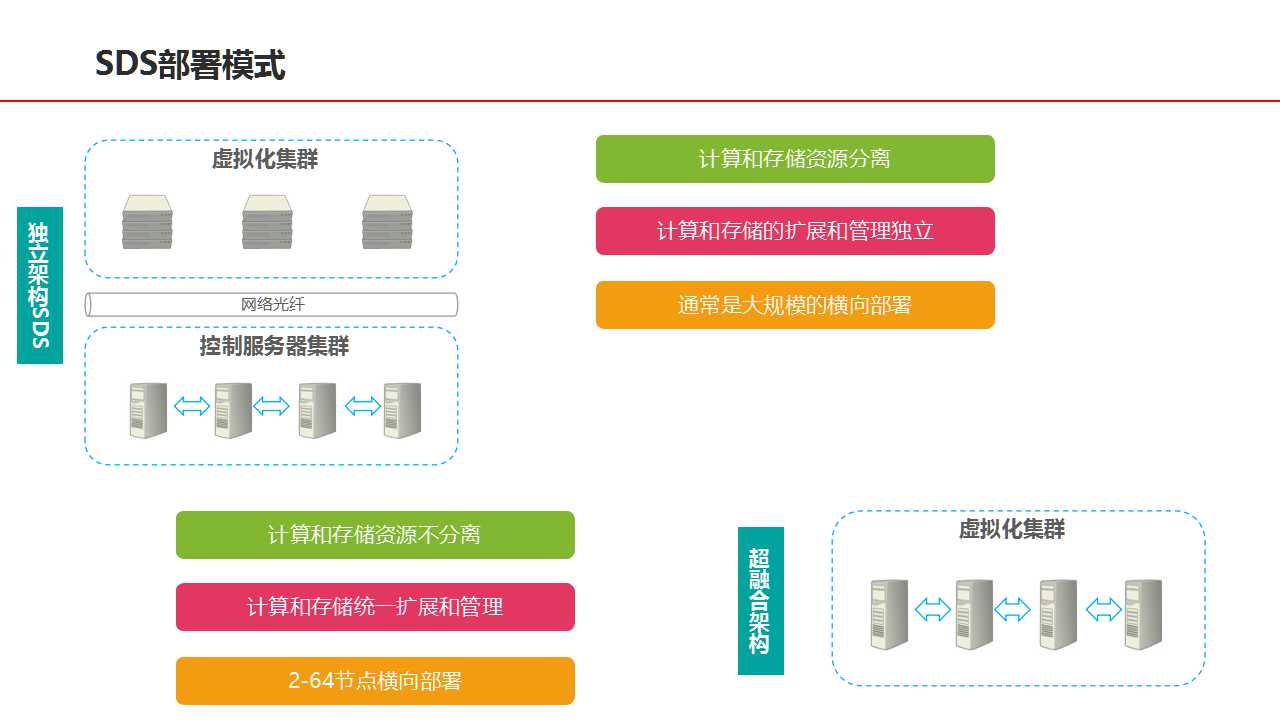 SDS部署模式
独立架构SDS
虚拟化集群
网络光纤
控制服务器集群
计算和存储资源分离
计算和存储的扩展和管理独立
通常是大规模的横向部署
计算和存储资源不分离
计算和存储统一扩展和管理
2-64节点横向部署
超融合架构
虚拟化集群